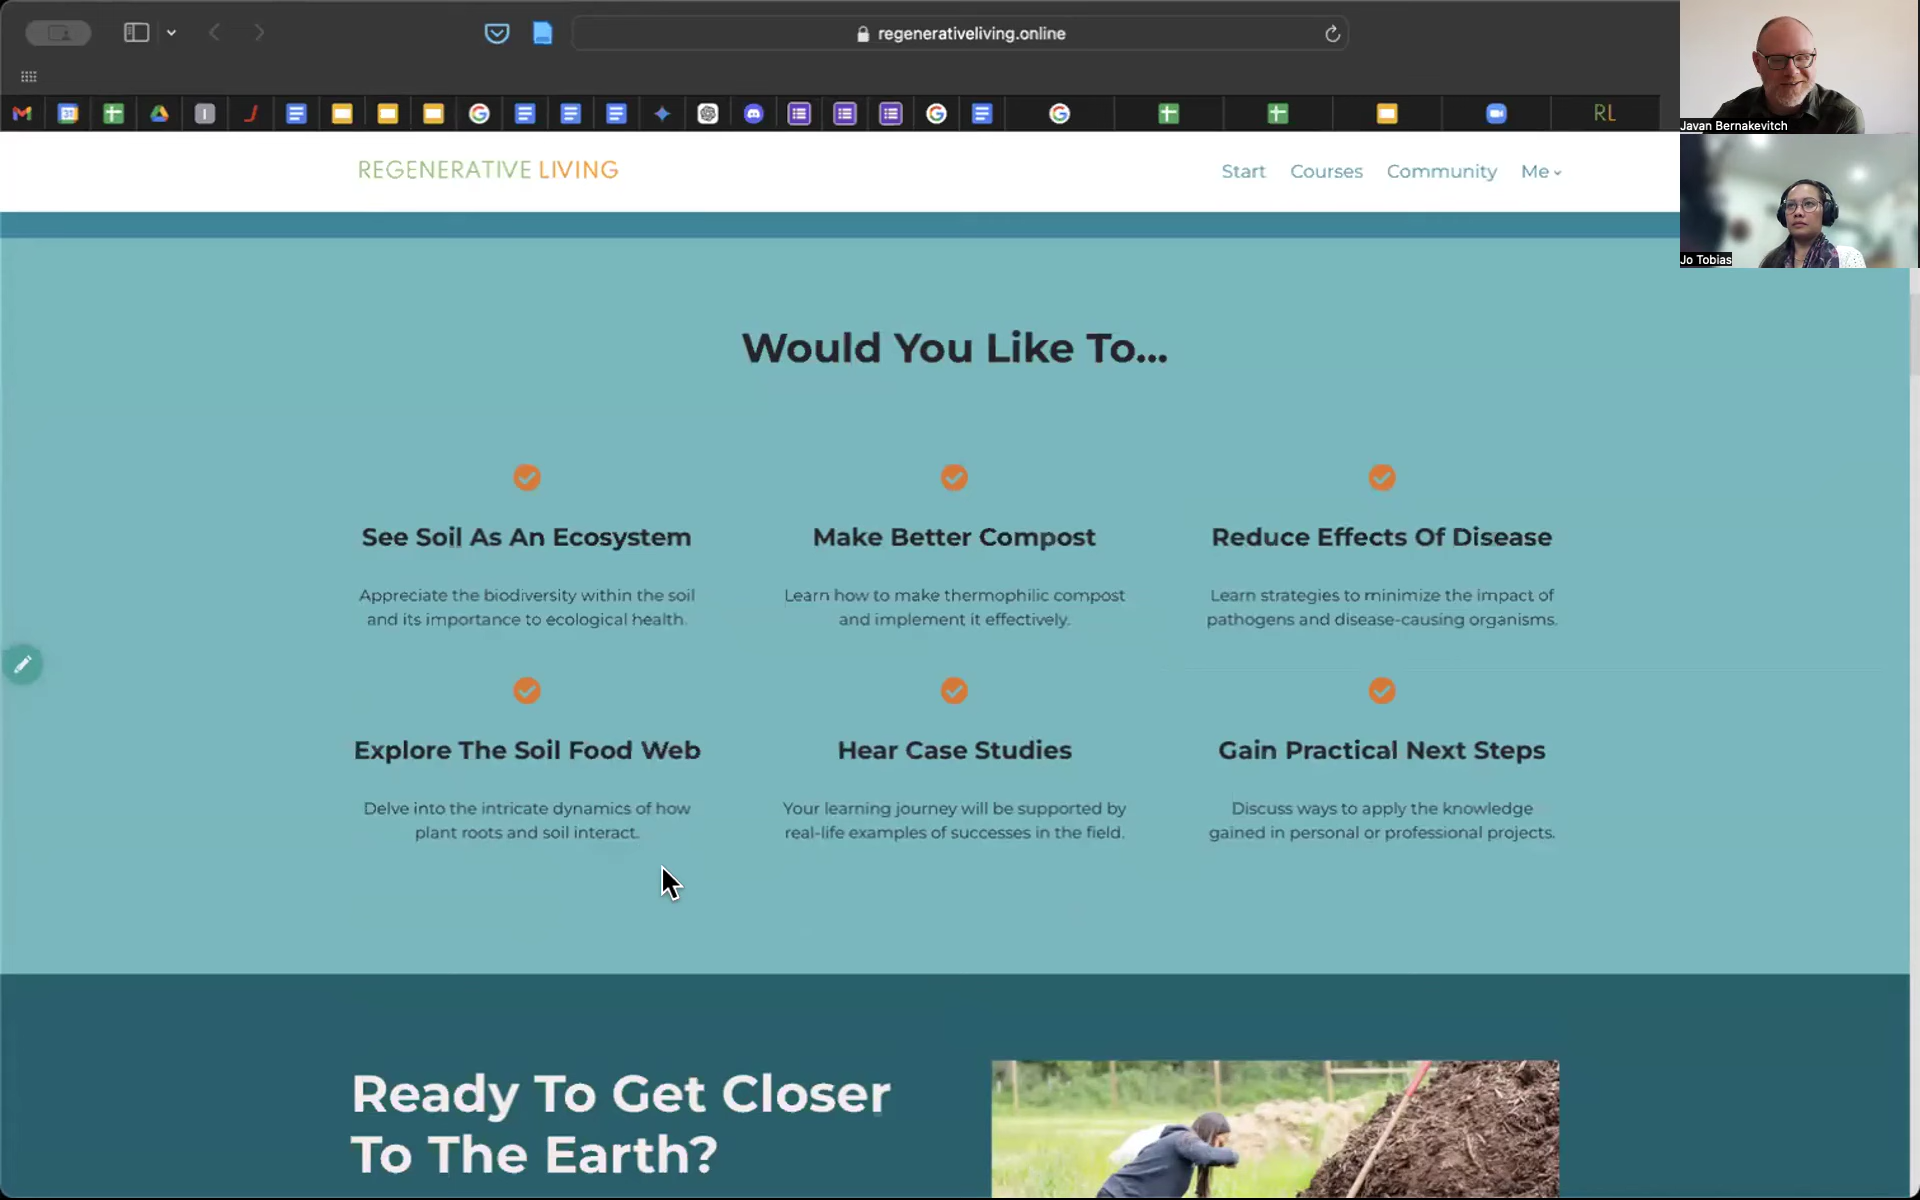 regenerativeliving.online
31
RL
Javan Bernakevitch
REGENERATIVE LIVING
Start Courses Community Me
Jo Tobias
Would You Like To...
See Soil As An Ecosystem
Appreciate the biodiversity within the soil
and its importance to ecological health.
Make Better Compost
Learn how to make thermophilic compost
and implement it effectively.
Reduce Effects Of Disease
Learn strategies to minimize the impact of
pathogens and disease-causing organisms.
Explore The Soil Food Web
Delve into the intricate dynamics of how
plant roots and soil interact.
Hear Case Studies
Your learning journey will be supported by
real-life examples of successes in the field.
Gain Practical Next Steps
Discuss ways to apply the knowledge
gained in personal or professional projects.
Ready To Get Closer
To The Earth?